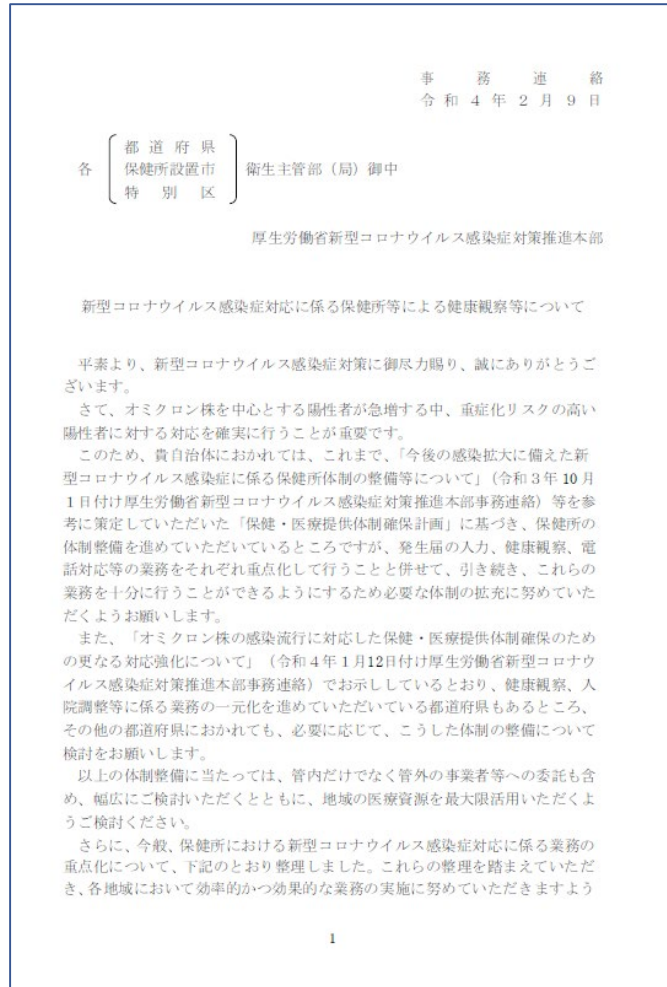 事務連絡
令和4年2月9日
都道府県
各 保健所設置市 衛生主管部（局）御中
特別区
厚生労働省新型コロナウイルス感染症対策推進本部
新型コロナウイルス感染症対応に係る保健所等による健康観察等について
平素より、新型コロナウイルス感染症対策に御尽力賜り、誠にありがとうご
ざいます。
さて、オミクロン株を中心とする陽性者が急増する中、重症化リスクの高い
陽性者に対する対応を確実に行うことが重要です。
このため、貴自治体におかれては、これまで、「今後の感染拡大に備えた新
型コロナウイルス感染症に係る保健所体制の整備等について」（令和３年10月
１日付け厚生労働省新型コロナウイルス感染症対策推進本部事務連絡）等を参
考に策定していただいた「保健・医療提供体制確保計画」に基づき、保健所の
体制整備を進めていただいているところですが、発生届の入力、健康観察、電
話対応等の業務をそれぞれ重点化して行うことと併せて、引き続き、これらの
業務を十分に行うことができるようにするため必要な体制の拡充に努めていた
だくようお願いします。
また、「オミクロン株の感染流行に対応した保健・医療提供体制確保のため
の更なる対応強化について」（令和４年１月12日付け厚生労働省新型コロナウ
イルス感染症対策推進本部事務連絡）でお示ししているとおり、健康観察、入
院調整等に係る業務の一元化を進めていただいている都道府県もあるところ、
その他の都道府県におかれても、必要に応じて、こうした体制の整備について
検討をお願いします。
以上の体制整備に当たっては、管内だけでなく管外の事業者等への委託も含
め、幅広にご検討いただくとともに、地域の医療資源を最大限活用いただくよ
うご検討ください。
さらに、今般、保健所における新型コロナウイルス感染症対応に係る業務の
重点化について、下記のとおり整理しました。これらの整理を踏まえていただ
き、各地域において効率的かつ効果的な業務の実施に努めていただきますよう
1